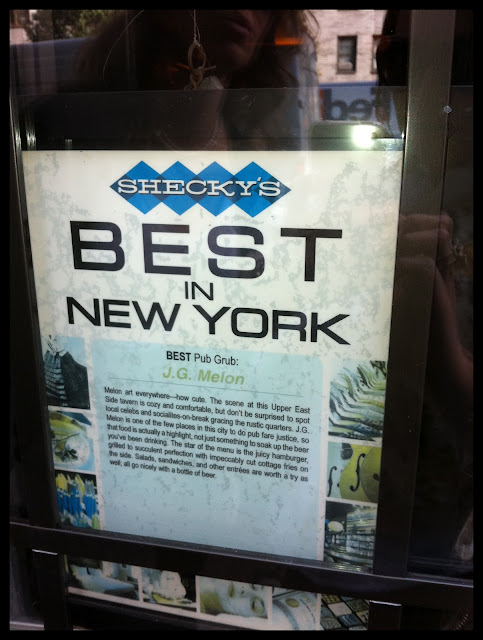 SHECKY'S
BEST
IN
NEW YORK
BEST Pub Grub:
J.G. Melon
Melon art everywhere—how cute. The scene at this Upper East
Side tavern is cozy and comfortable, but don't be surprised to spot
local celebs and socialites-on-break gracing the rustic quarters. J.G.
Melon is one of the few places in this city to do pub fare justice, so
that food is actually a highlight, not just something to soak up the beer
you've been drinking. The star of the menu is the juicy hamburger,
grilled to succulent perfection with impeccably cut cottage fries on
the side. Salads, sandwiches, and other entrées are worth a try as
well; all go nicely with a bottle of beer.